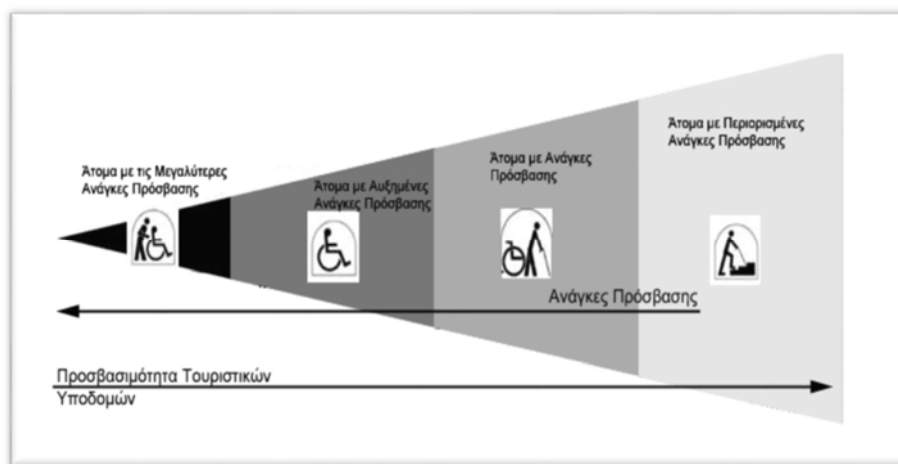 Άτομα με τις Μεγαλύτερες
Ανάγκες Πρόσβασης
Άτομα με Αυξημένες
Ανάγκες Πρόσβασης
Άτομα με Ανάγκες
Πρόσβασης
Άτομα με Περιορισμένες
Ανάγκες Πρόσβασης
Ανάγκες Πρόσβασης
Προσβασιμότητα Τουριστικών
Υποδομών